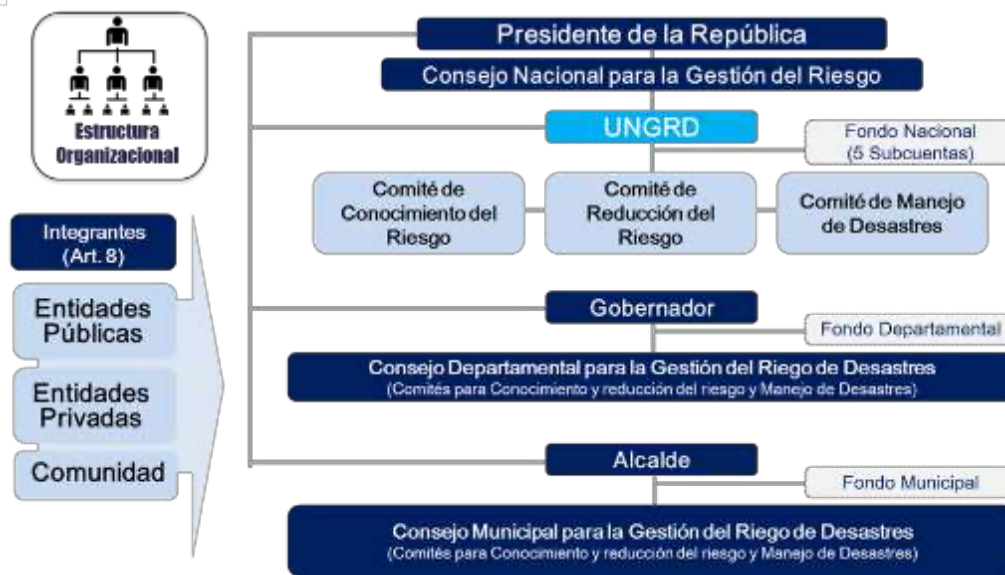 Estructura
Organizacional
Presidente de la República
Consejo Nacional para la Gestión del Riesgo
UNGRD
Fondo Nacional
(5 Subcuentas)
Comité de
Conocimiento del
Riesgo
Comité de
Reducción del
Riesgo
Comité de Manejo
de Desastres
Integrantes
(Art. 8)
Entidades
Públicas
Entidades
Privadas
Comunidad
Gobernador
Fondo Departamental
Consejo Departamental para la Gestión del Riego de Desastres
(Comités para Conocimiento y reducción del riesgo y Manejo de Desastres)
Alcalde
Fondo Municipal
Consejo Municipal para la Gestión del Riego de Desastres
(Comités para Conocimiento y reducción del riesgo y Manejo de Desastres)